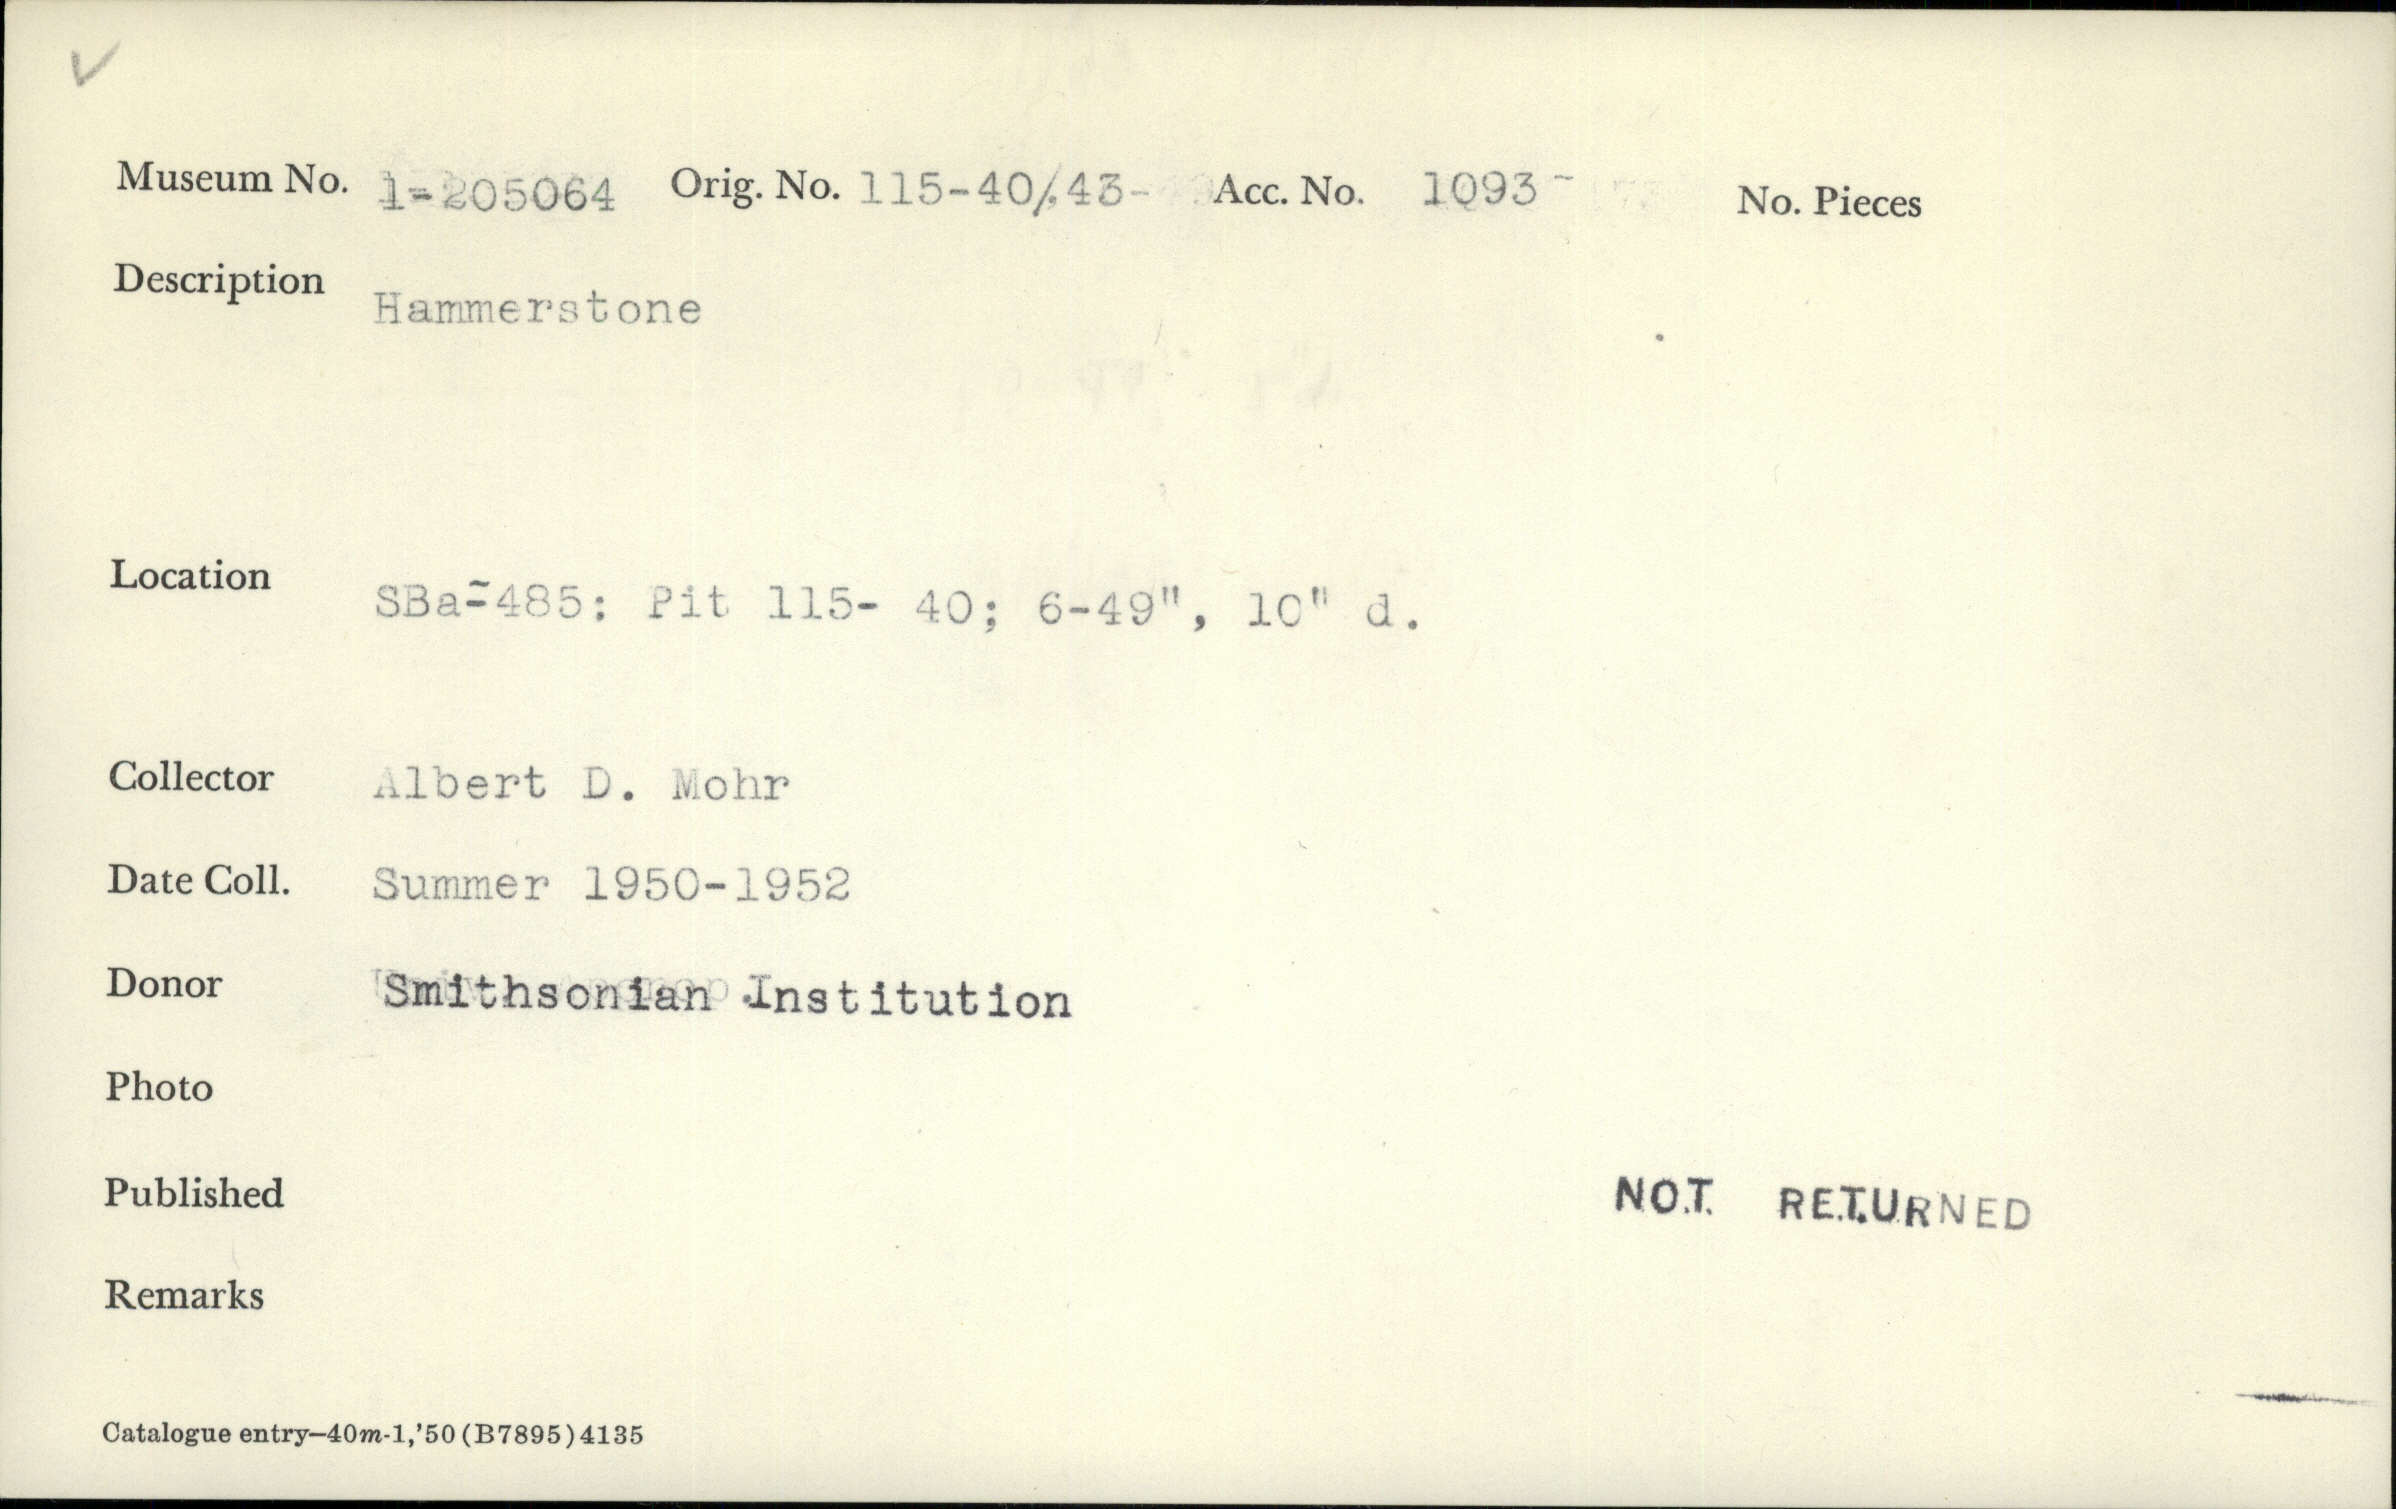 Museum No. 1-205064 Orig. No. 115-40/.43- Acc. No. 1093- No. Pieces
Description Hammerstone
Location SBa-485: Pit 115- 40; 6-49", 10" d.
Collector Albert D. Mohr
Date Coll. Summer 1950-1952
Donor Smithsonian Institution
Photo
Published
NOT RETURNED
Remarks
Catalogue entry—40m-1,'50(B7895)4135